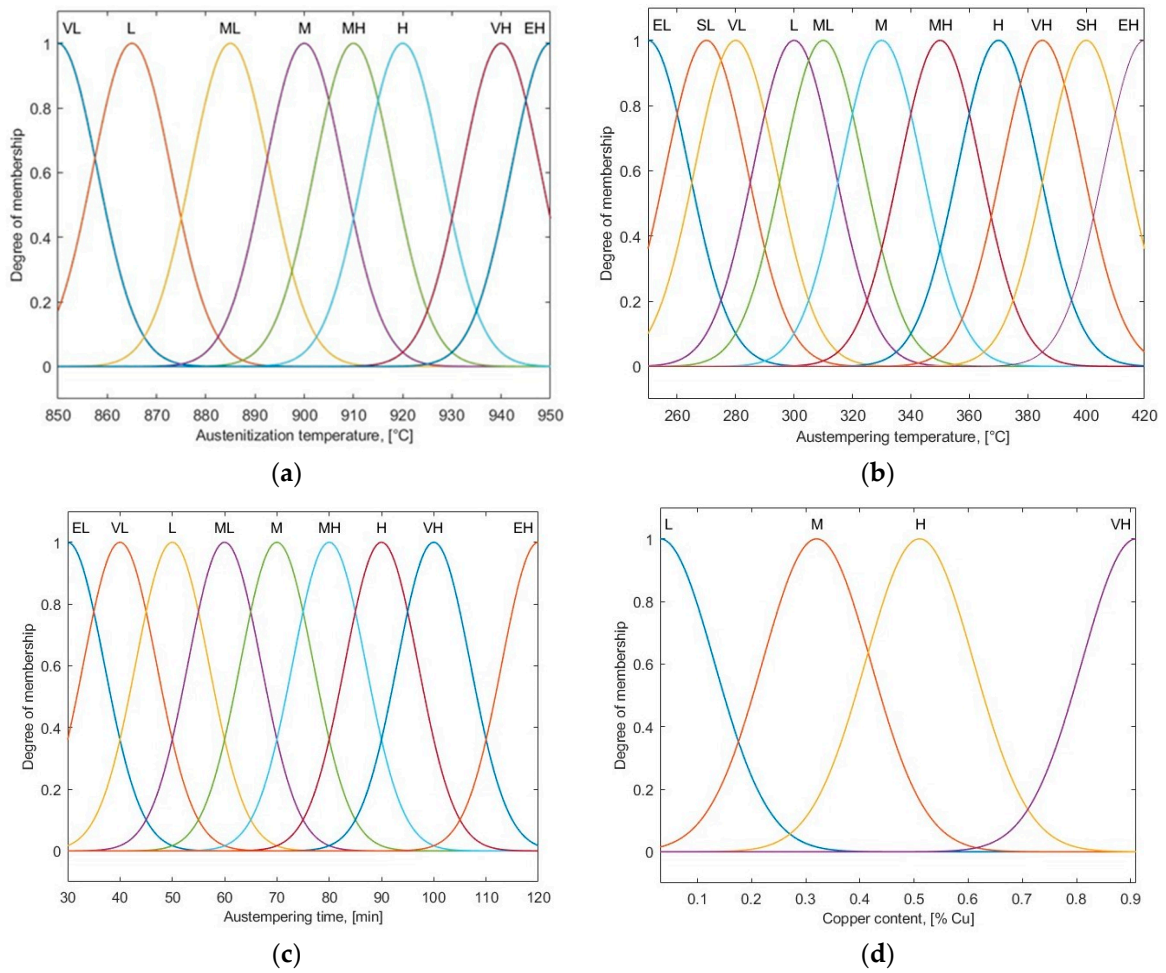 VL L ML M MH H VH EH
1
0.8
0.6
0.4
0.2
0
Degree of membership
850 860 870 880 890 900 910 920 930 940 950
Austenitization temperature, [°C]
(a)
EL SL VL L ML M MH H VH SH EH
1
0.8
0.6
0.4
0.2
0
Degree of membership
260 280 300 320 340 360 380 400 420
Austempering temperature, [°C]
(b)
EL VL L ML M MH H VH EH
1
0.8
0.6
0.4
0.2
0
Degree of membership
30 40 50 60 70 80 90 100 110 120
Austempering time, [min]
(c)
L M H VH
1
0.8
0.6
0.4
0.2
0
Degree of membership
0.1 0.2 0.3 0.4 0.5 0.6 0.7 0.8 0.9
Copper content, [% Cu]
(d)